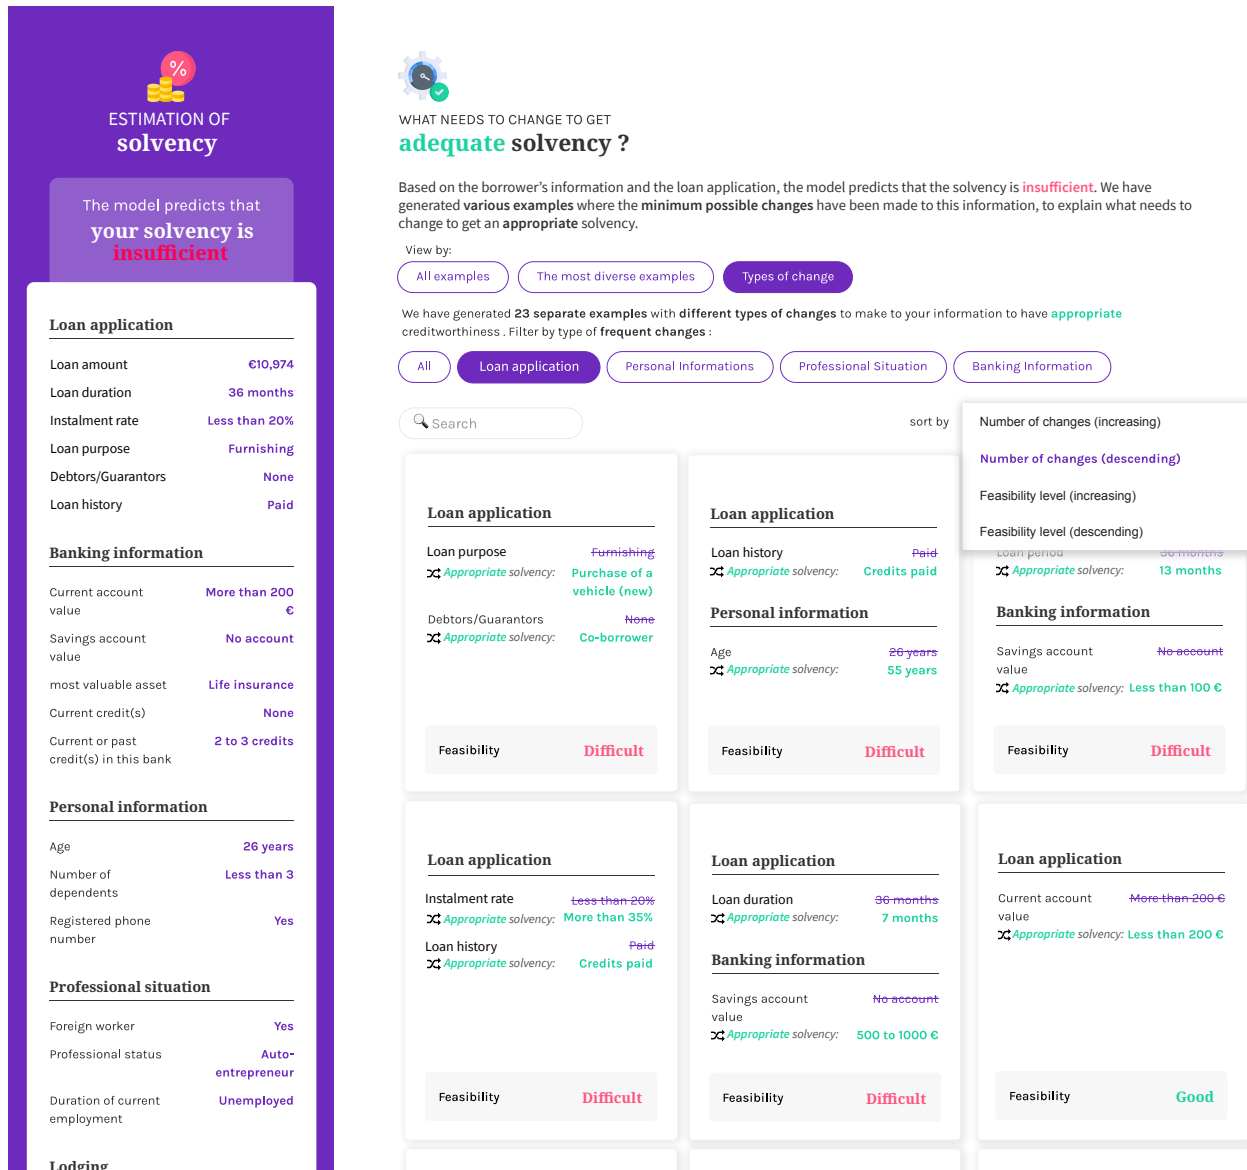 %
ESTIMATION OF
solvency
The model predicts that
your solvency is
insufficient
Loan application
Loan amount €10,974
Loan duration 36 months
Instalment rate Less than 20%
Loan purpose Furnishing
Debtors/Guarantors None
Loan history Paid
Banking information
Current account More than 200
value €
Savings account No account
value
most valuable asset Life insurance
Current credit(s) None
Current or past 2 to 3 credits
credit(s) in this bank
Personal information
Age 26 years
Number of Less than 3
dependents
Registered phone Yes
number
Professional situation
Foreign worker Yes
Professional status Auto-
entrepreneur
Duration of current Unemployed
employment
Lodging
WHAT NEEDS TO CHANGE TO GET
adequate solvency ?
Based on the borrower's information and the loan application, the model predicts that the solvency is insufficient. We have
generated various examples where the minimum possible changes have been made to this information, to explain what needs to
change to get an appropriate solvency.
View by:
All examples The most diverse examples Types of change
We have generated 23 separate examples with different types of changes to make to your information to have appropriate
creditworthiness . Filter by type of frequent changes :
All Loan application Personal Informations Professional Situation Banking Information
Search sort by
Number of changes (increasing)
Number of changes (descending)
Feasibility level (increasing)
Feasibility level (descending)
Loan application
Loan purpose Furnishing
Appropriate solvency: Purchase of a
vehicle (new)
Debtors/Guarantors None
Appropriate solvency: Co-borrower
Feasibility Difficult
Loan application
Loan history Paid
Appropriate solvency: Credits paid
Personal information
Age 26 years
Appropriate solvency: 55 years
Feasibility Difficult
Loan period 36 months
Appropriate solvency: 13 months
Banking information
Savings account No account
value
Appropriate solvency: Less than 100 €
Feasibility Difficult
Loan application
Instalment rate Less than 20%
Appropriate solvency: More than 35%
Loan history Paid
Appropriate solvency: Credits paid
Feasibility Difficult
Loan application
Loan duration 36 months
Appropriate solvency: 7 months
Banking information
Savings account No account
value
Appropriate solvency: 500 to 1000 €
Feasibility Difficult
Loan application
Current account More than 200 €
value
Appropriate solvency: Less than 200 €
Feasibility Good